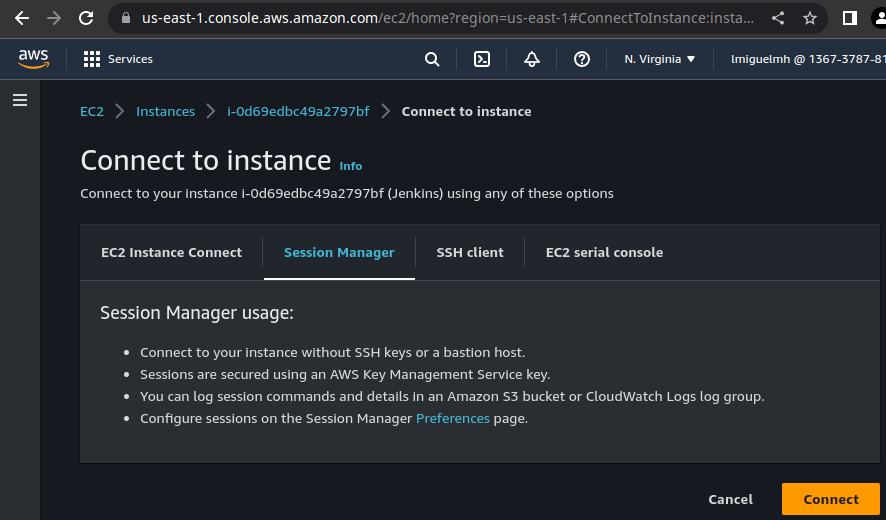 us-east-1.console.aws.amazon.com/ec2/home?region=us-east-1#ConnectToInstance:insta...
aws Services N. Virginia ▼ lmiguelmh @ 1367-3787-81
EC2 > Instances > i-0d69edbc49a2797bf > Connect to instance
Connect to instance Info
Connect to your instance i-0d69edbc49a2797bf (Jenkins) using any of these options
EC2 Instance Connect Session Manager SSH client EC2 serial console
Session Manager usage:
• Connect to your instance without SSH keys or a bastion host.
• Sessions are secured using an AWS Key Management Service key.
• You can log session commands and details in an Amazon S3 bucket or CloudWatch Logs log group.
• Configure sessions on the Session Manager Preferences page.
Cancel Connect